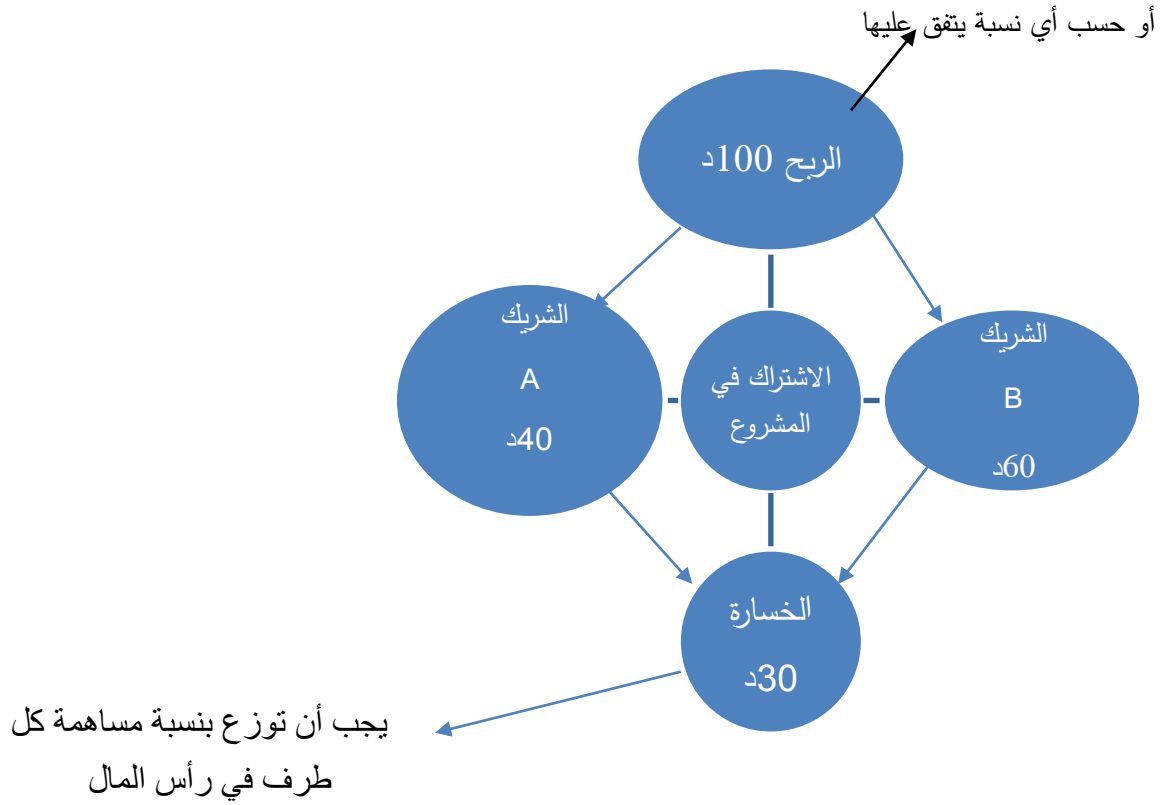 أو حسب أي نسبة يتفق عليها
الربح 100د
الشريك
A
40د
الاشتراك في
المشروع
الشريك
B
60د
الخسارة
30د
يجب أن توزع بنسبة مساهمة كل
طرف في رأس المال